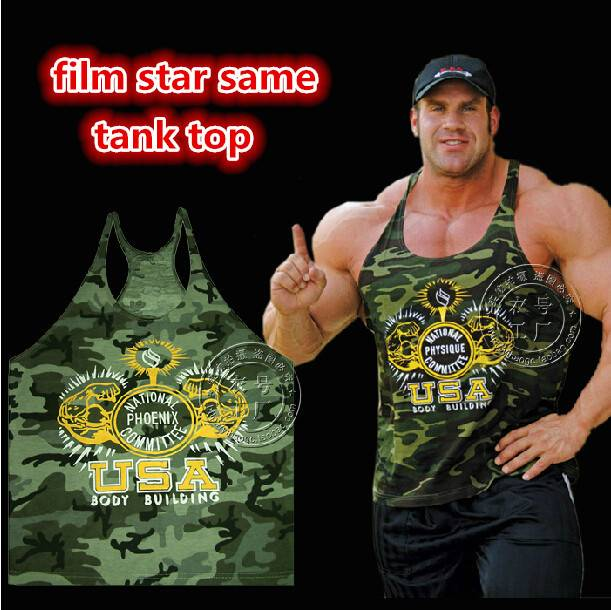 film star same
tank top
NATIONAL
PHOENIX
COMMITTEE
USA
BODY BUILDING
NATIONAL
PHYSIQUE
COMMITTEE
USA
BODY BUILDING